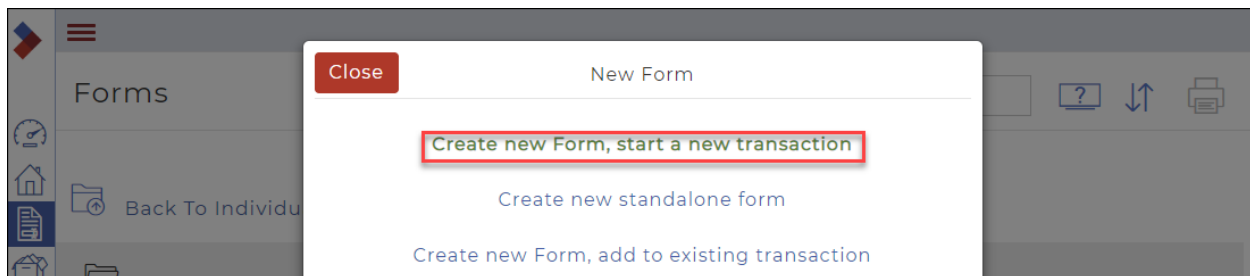 Close
New Form
Forms
?
Create new Form, start a new transaction
Create new standalone form
Back To Individu
Create new Form, add to existing transaction